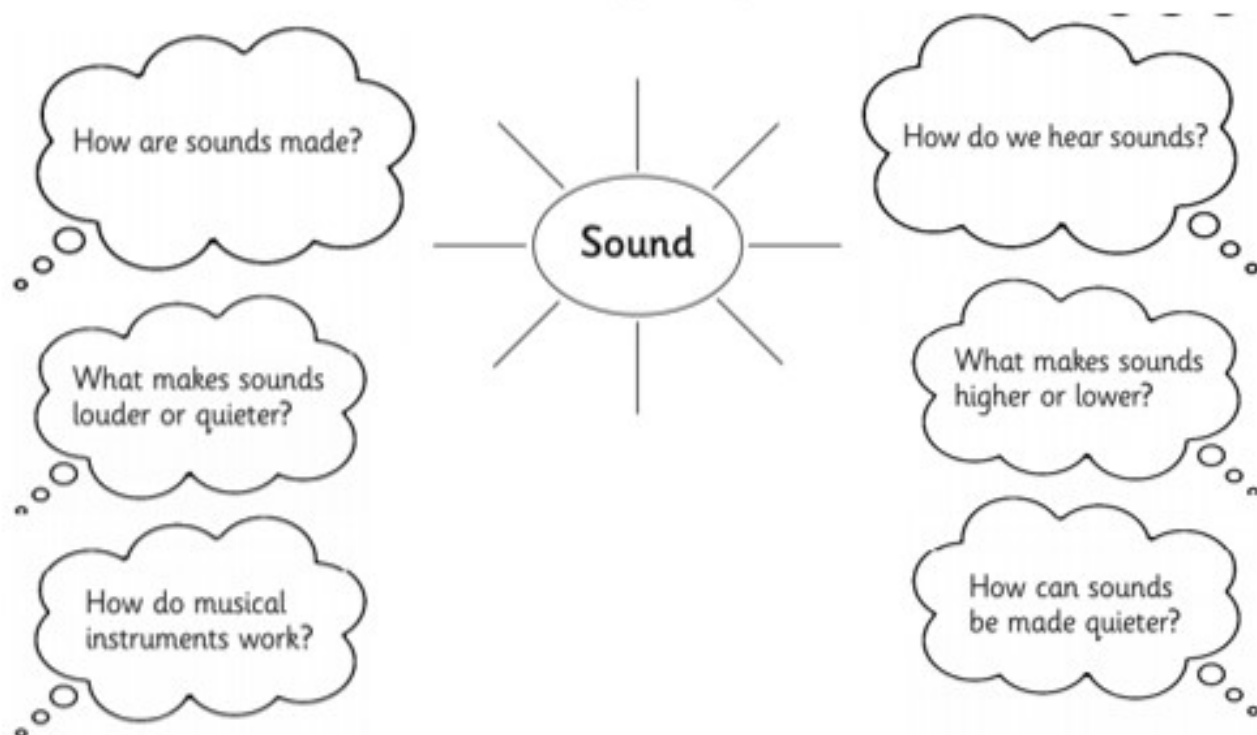 How are sounds made?
How do we hear sounds?
Sound
What makes sounds
louder or quieter?
What makes sounds
higher or lower?
How do musical
instruments work?
How can sounds
be made quieter?